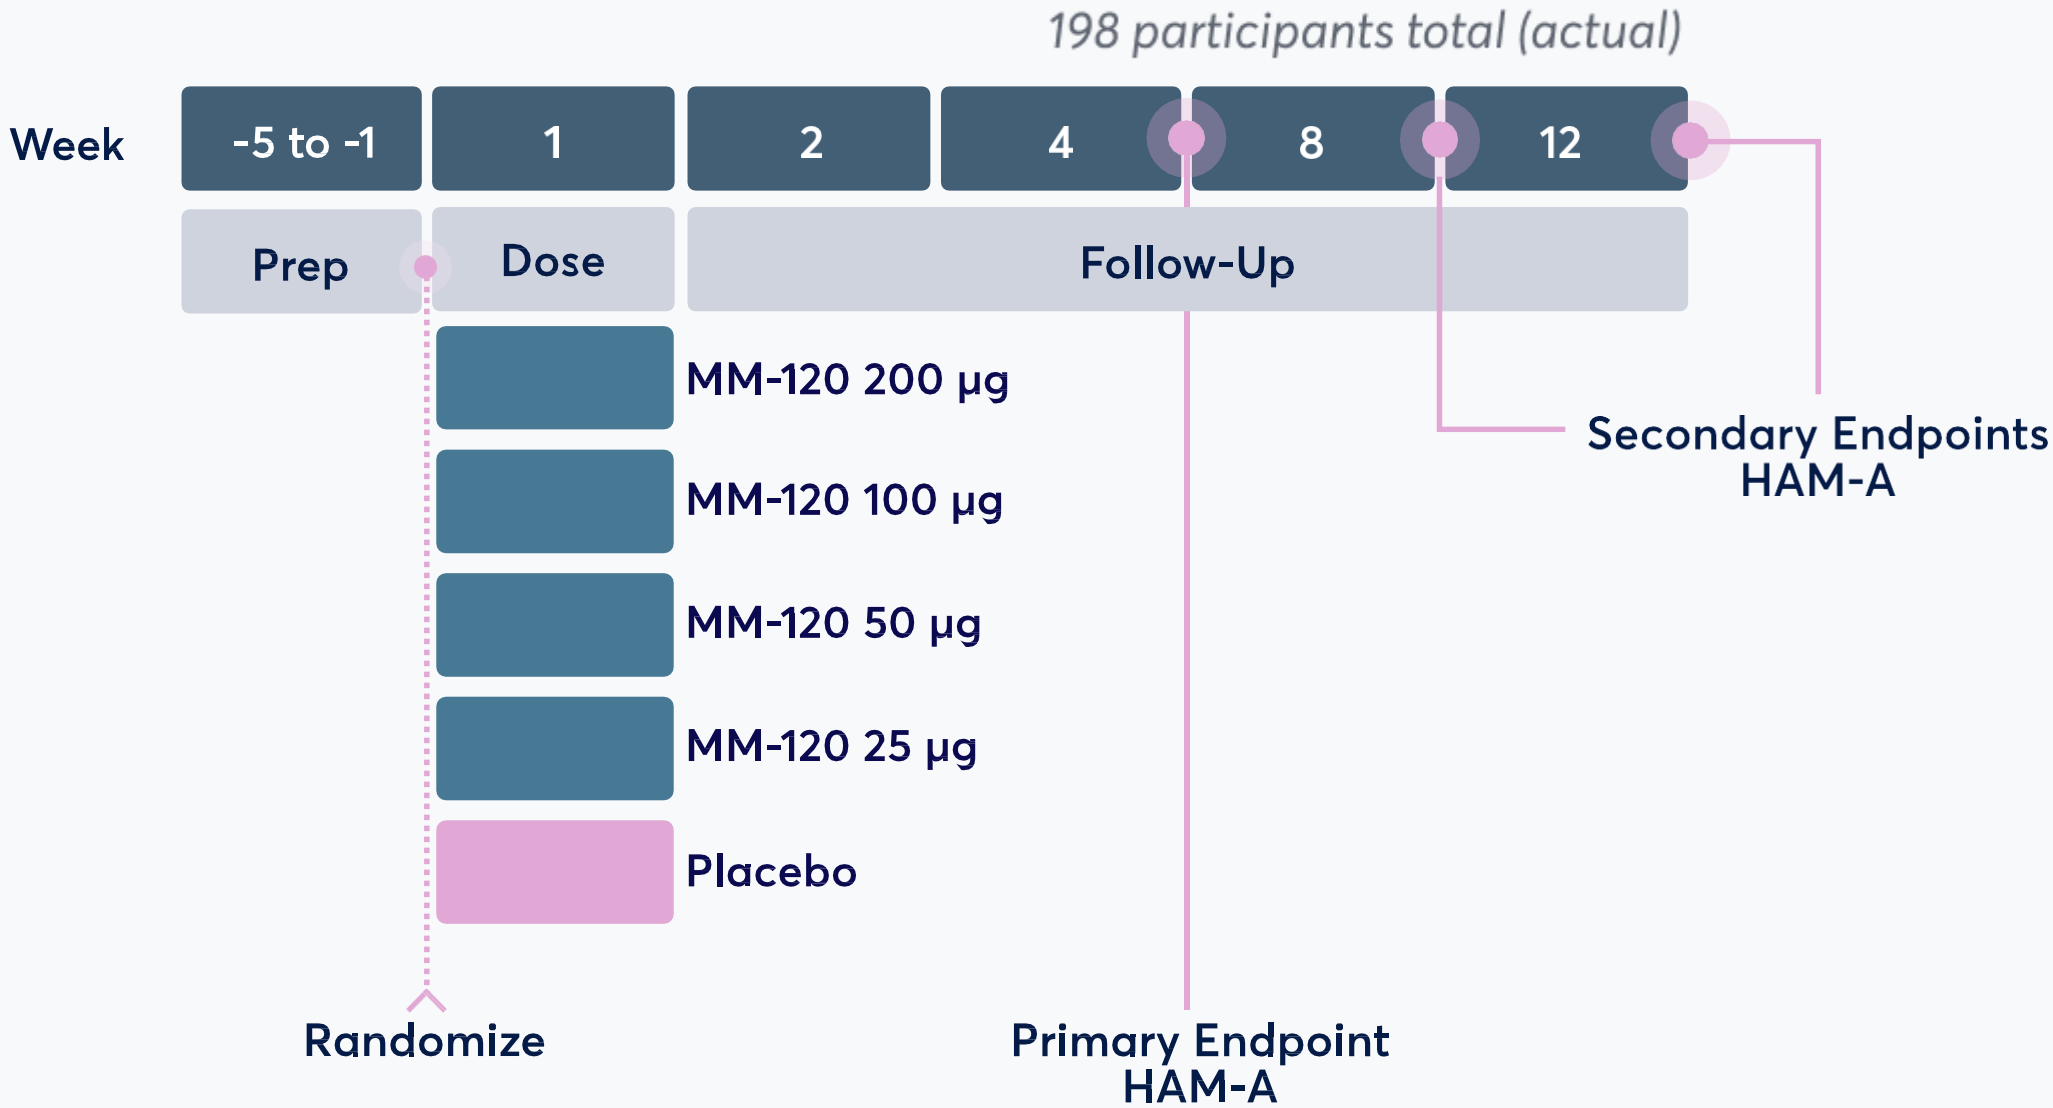 198 participants total (actual)
Week -5 to -1 1 2 4 8 12
Prep Dose Follow-Up
MM-120 200 µg
MM-120 100 µg
MM-120 50 µg
MM-120 25 µg
Placebo
Secondary Endpoints
HAM-A
Randomize
Primary Endpoint
HAM-A